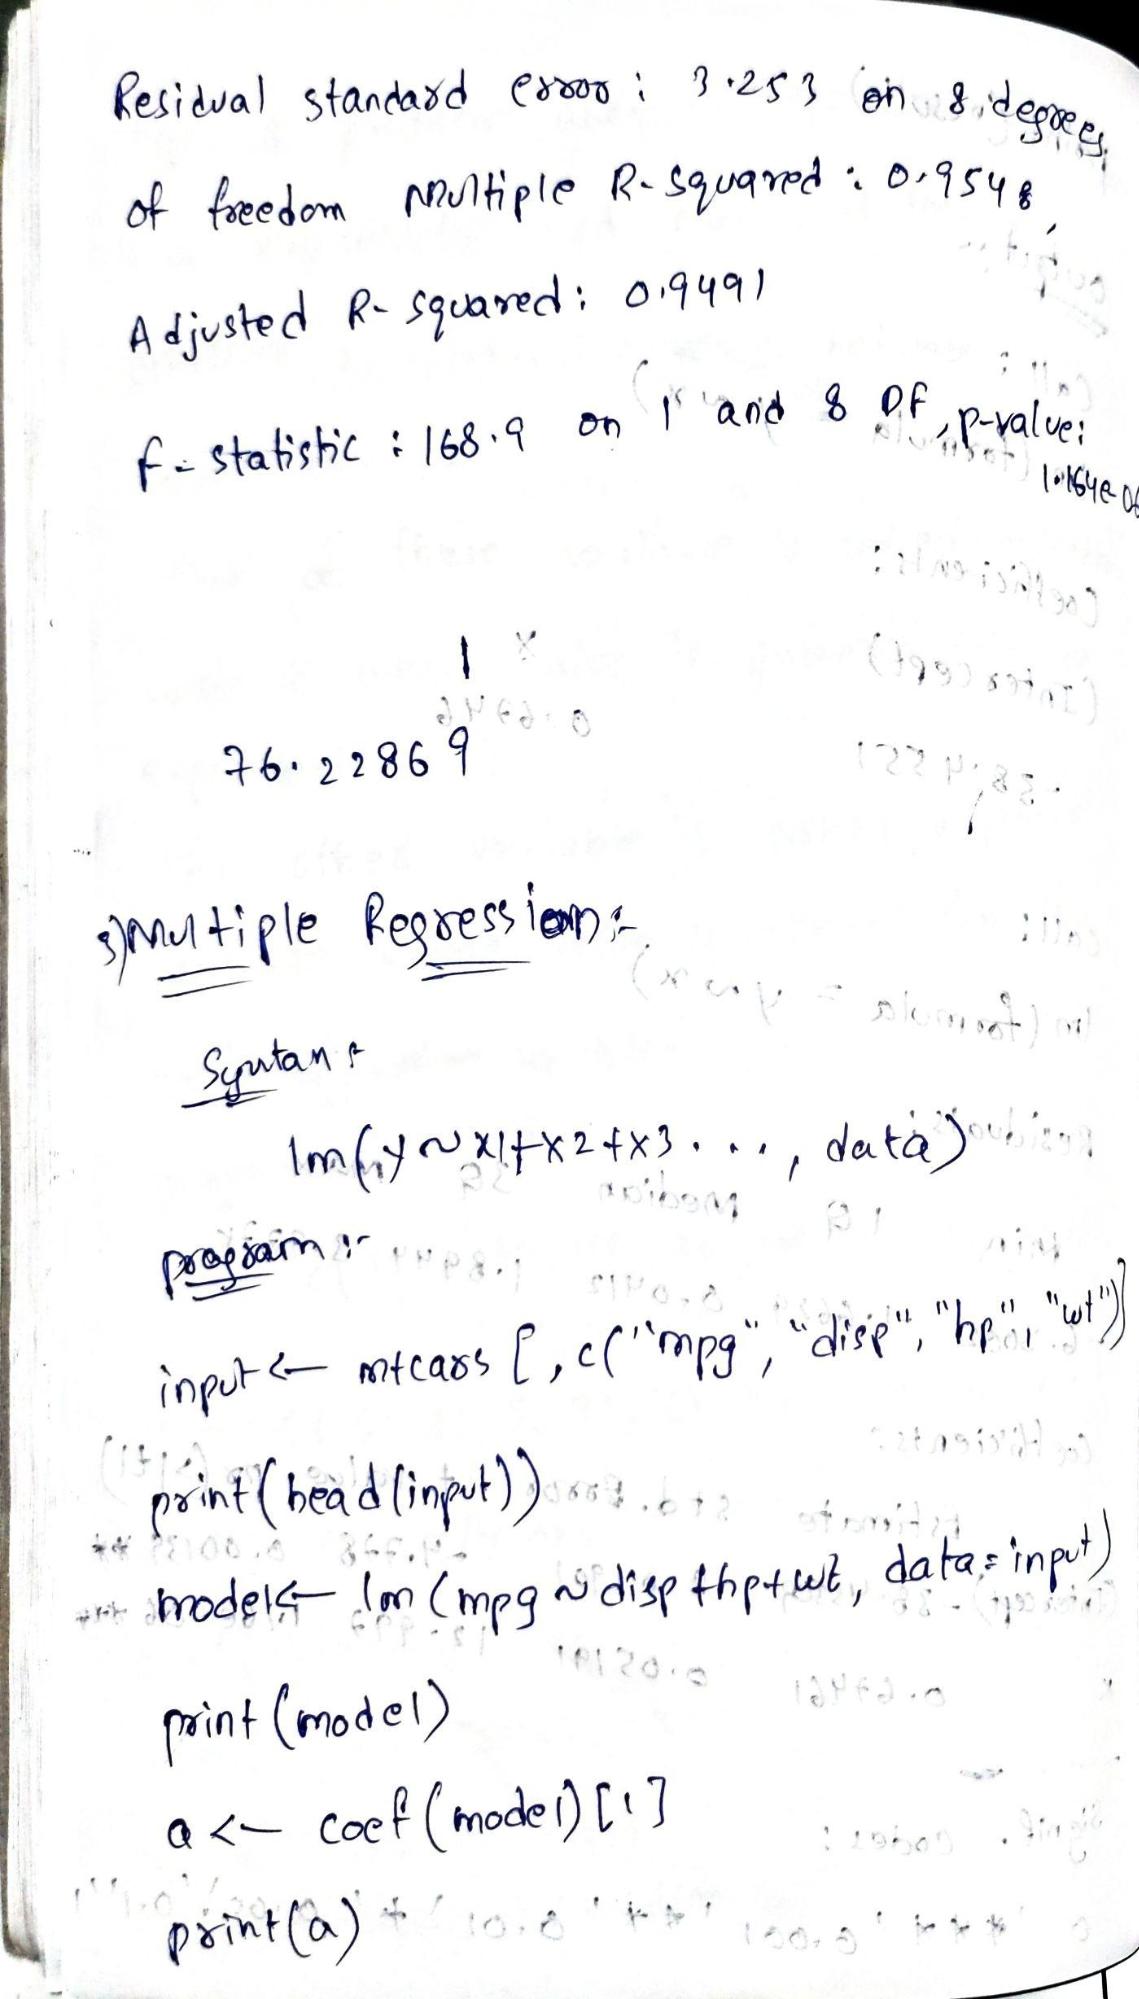 Residual standard error: 3.253 on 8 degrees
of freedom Multiple R-squared: 0.9548,
Adjusted R-squared: 0.9491
F-statistic: 168.9 on 1 and 8 DF, p-value:
1.164e-06
1
76.22869
3) Multiple Regression:-
Syntax:-
lm(y ~ x1+x2+x3..., data)
program:-
input <- mtcars [,c("mpg", "disp", "hp", "wt")]
print(head(input))
model <- lm (mpg ~ disp+hp+wt, data=input)
print (model)
a <- coef (model) [1]
print(a)